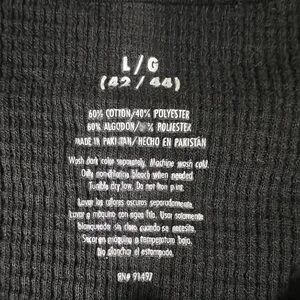 L/G
(42/44)
60% COTTON/40% POLYESTER
60% ALGODÓN/ % POLIESTER
MADE IN PAKISTAN/HECHO EN PAKISTÁN
Wash dark color separately. Machine wash cold.
Only non-chlorine bleach when needed.
Tumble dry low. Do not iron print.
Lavar los colores oscuros separadamente.
Lavar a máquina con agua fría. Usar solamente
blanqueador sin cloro cuando se necesite.
Secar en máquina a temperatura baja.
No planchar el estampado.
RN# 91497